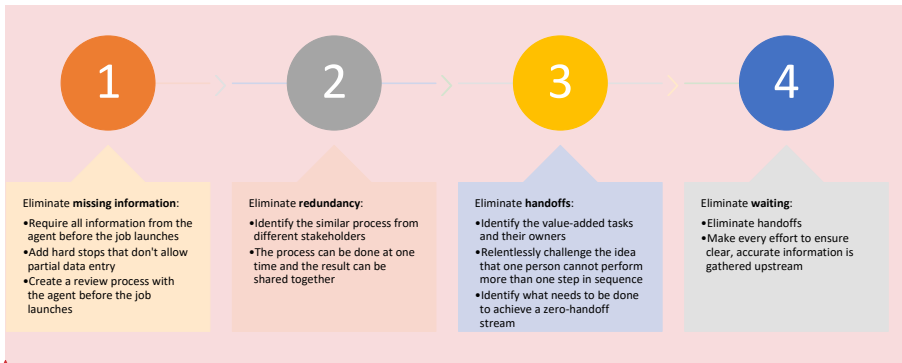 1
2
3
4
Eliminate missing information:
•Require all information from the
agent before the job launches
•Add hard stops that don't allow
partial data entry
•Create a review process with
the agent before the job
launches
Eliminate redundancy:
•Identify the similar process from
different stakeholders
•The process can be done at one
time and the result can be
shared together
Eliminate handoffs:
•Identify the value-added tasks
and their owners
•Relentlessly challenge the idea
that one person cannot perform
more than one step in sequence
•Identify what needs to be done
to achieve a zero-handoff
stream
Eliminate waiting:
•Eliminate handoffs
•Make every effort to ensure
clear, accurate information is
gathered upstream